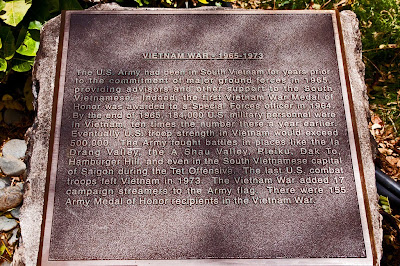 VIETNAM WAR - 1965-1973
The U.S. Army had been in South Vietnam for years prior
to the commitment of major ground forces in 1965,
providing advisors and other support to the South
Vietnamese. Indeed, the first Vietnam War Medal of
Honor was awarded to a Special Forces officer in 1964.
By the end of 1965, 184,000 U.S. military personnel were
in Vietnam, ten times the number there 3 years earlier.
Eventually U.S. troop strength in Vietnam would exceed
500,000. The Army fought battles in places like the Ia
Drang Valley, the A Shau Valley, Pleiku, Dak To,
Hamburger Hill, and even in the South Vietnamese capital
of Saigon during the Tet Offensive. The last U.S. combat
troops left Vietnam in 1973. The Vietnam War added 17
campaign streamers to the Army flag. There were 155
Army Medal of Honor recipients in the Vietnam War.